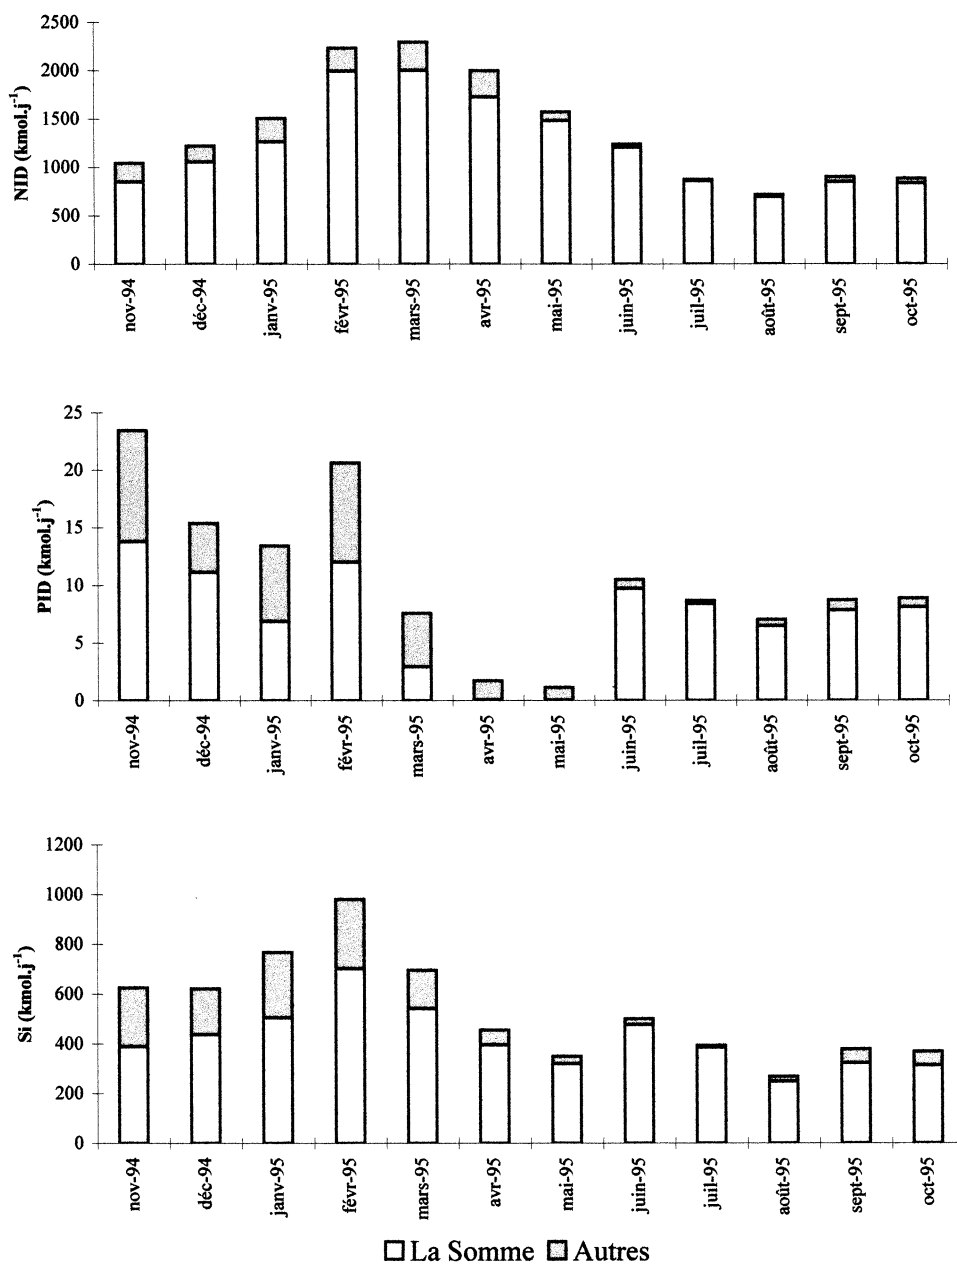 2500
2000
1500
1000
500
0
NID (kmol.j⁻¹)
nov-94
déc-94
janv-95
févr-95
mars-95
avr-95
mai-95
juin-95
juil-95
août-95
sept-95
oct-95
25
20
15
10
5
0
PID (kmol.j⁻¹)
nov-94
déc-94
janv-95
févr-95
mars-95
avr-95
mai-95
juin-95
juil-95
août-95
sept-95
oct-95
1200
1000
800
600
400
200
0
Si (kmol.j⁻¹)
nov-94
déc-94
janv-95
févr-95
mars-95
avr-95
mai-95
juin-95
juil-95
août-95
sept-95
oct-95
La Somme Autres